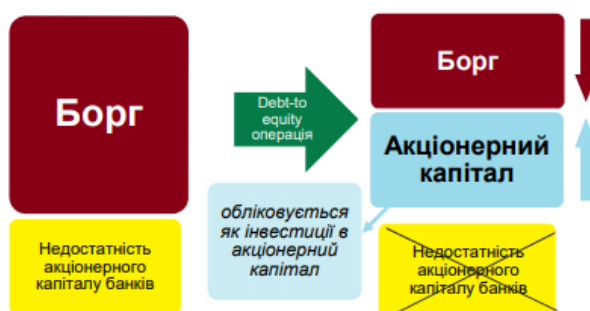 Борг
Недостатність
акціонерного
капіталу банків
Debt-to
equity
операція
обліковується
як інвестиції в
акціонерний
капітал
Борг
Акціонерний
капітал
Недостатність
акціонерного
капіталу банків